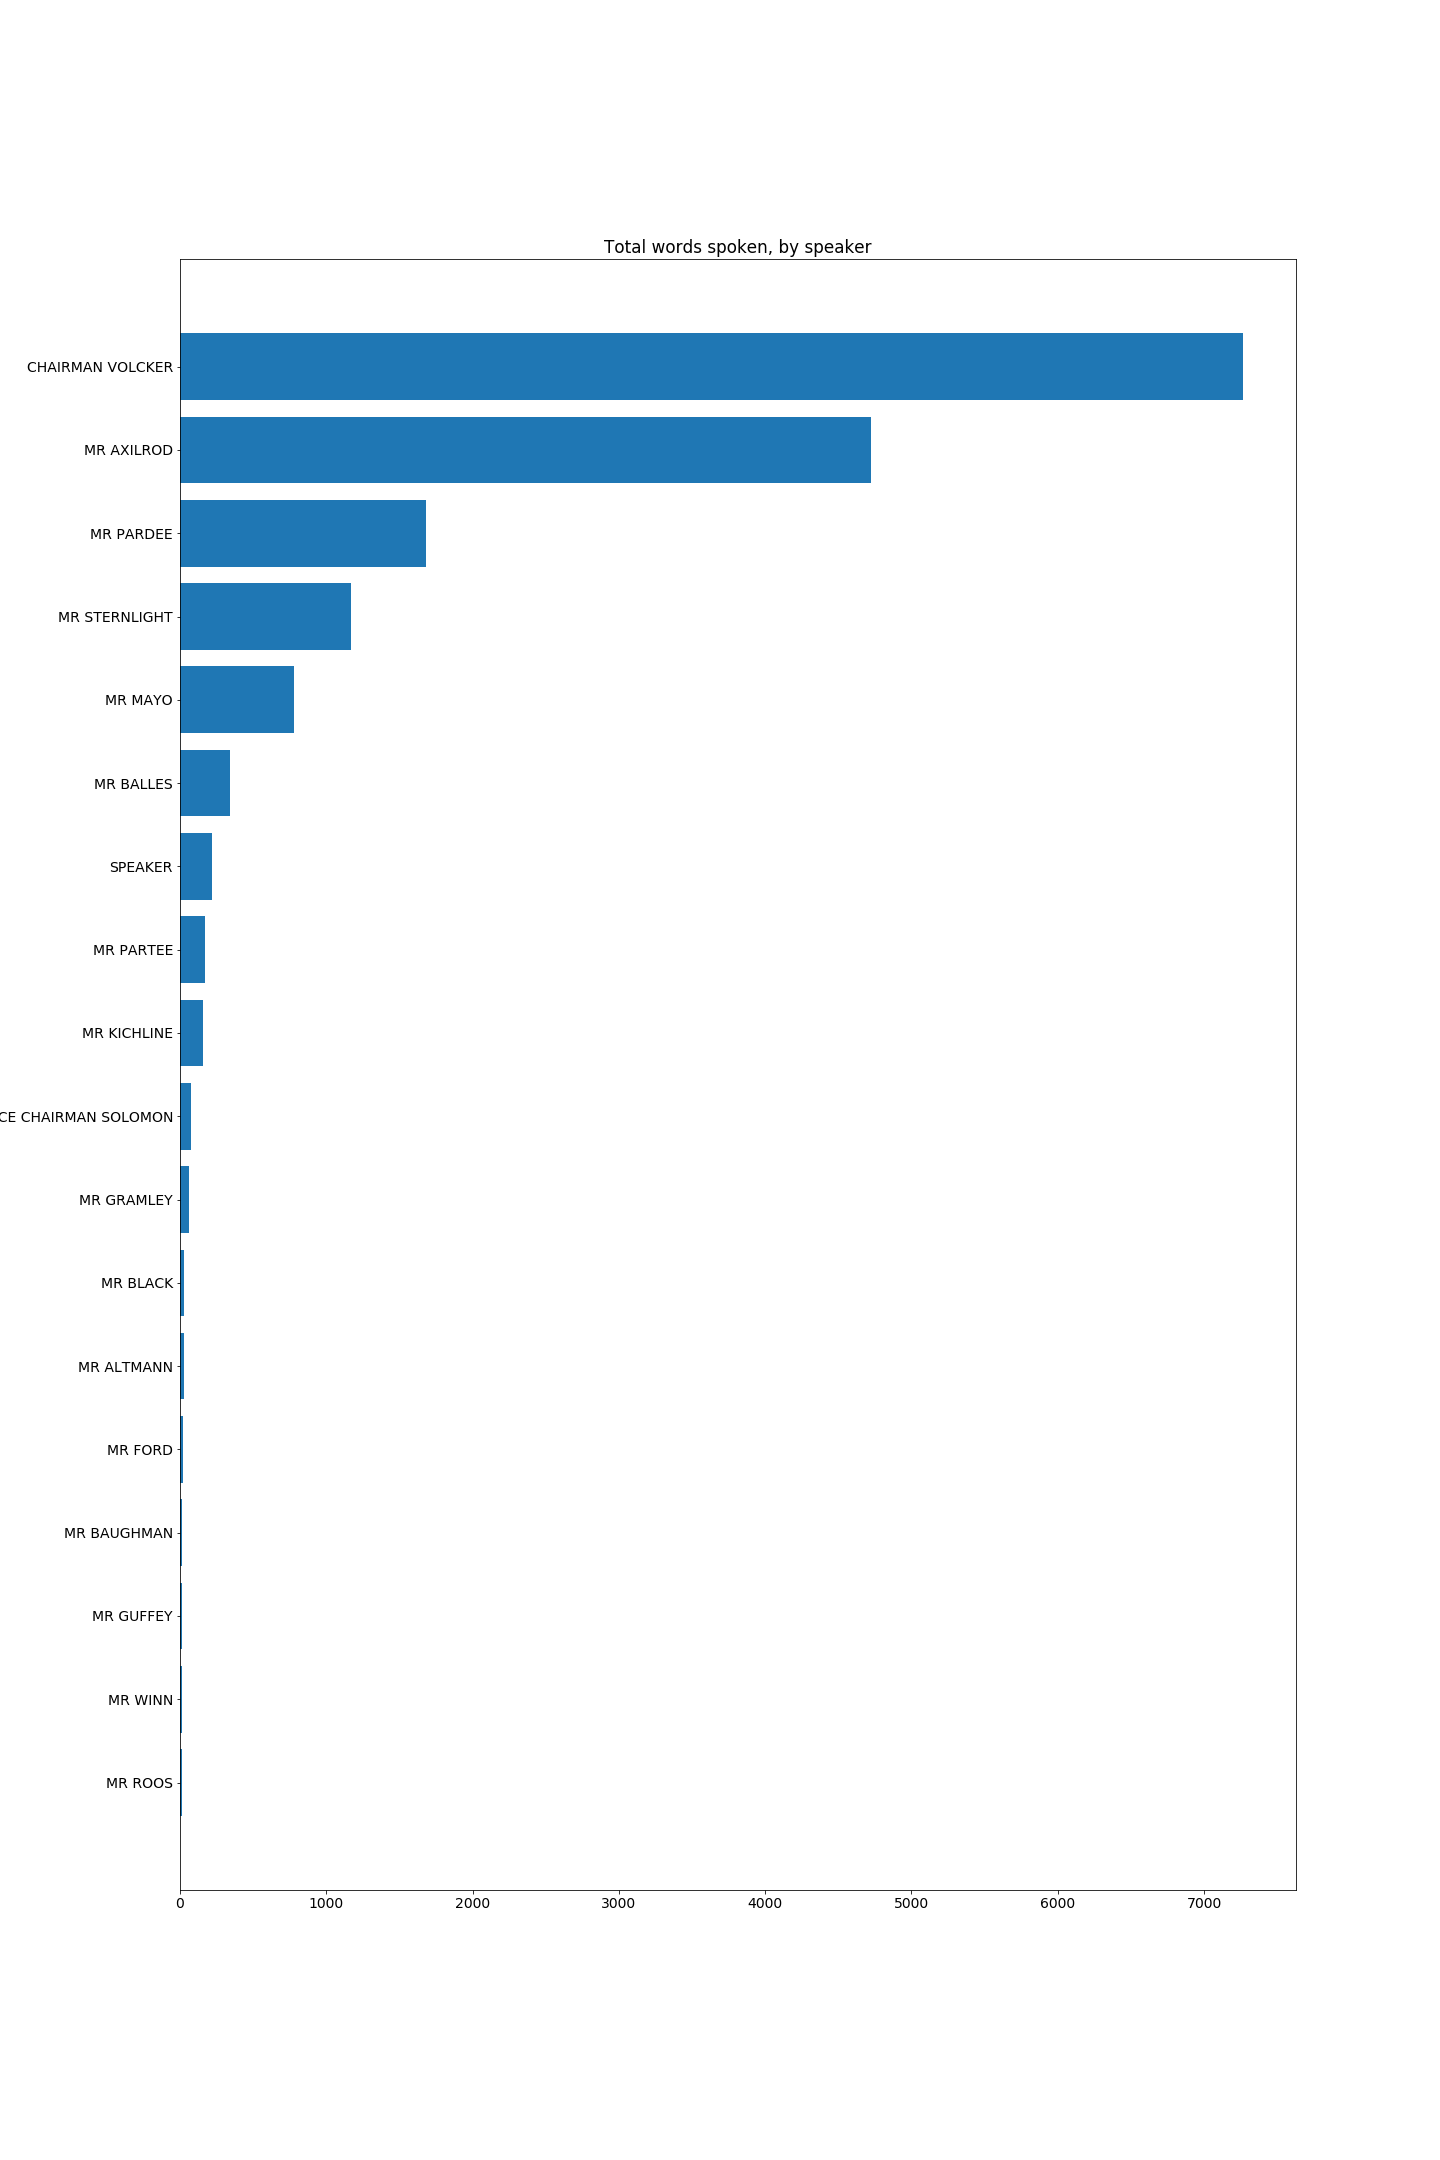 Total words spoken, by speaker
CHAIRMAN VOLCKER
MR AXILROD
MR PARDEE
MR STERNLIGHT
MR MAYO
MR BALLES
SPEAKER
MR PARTEE
MR KICHLINE
CE CHAIRMAN SOLOMON
MR GRAMLEY
MR BLACK
MR ALTMANN
MR FORD
MR BAUGHMAN
MR GUFFEY
MR WINN
MR ROOS
0 1000 2000 3000 4000 5000 6000 7000